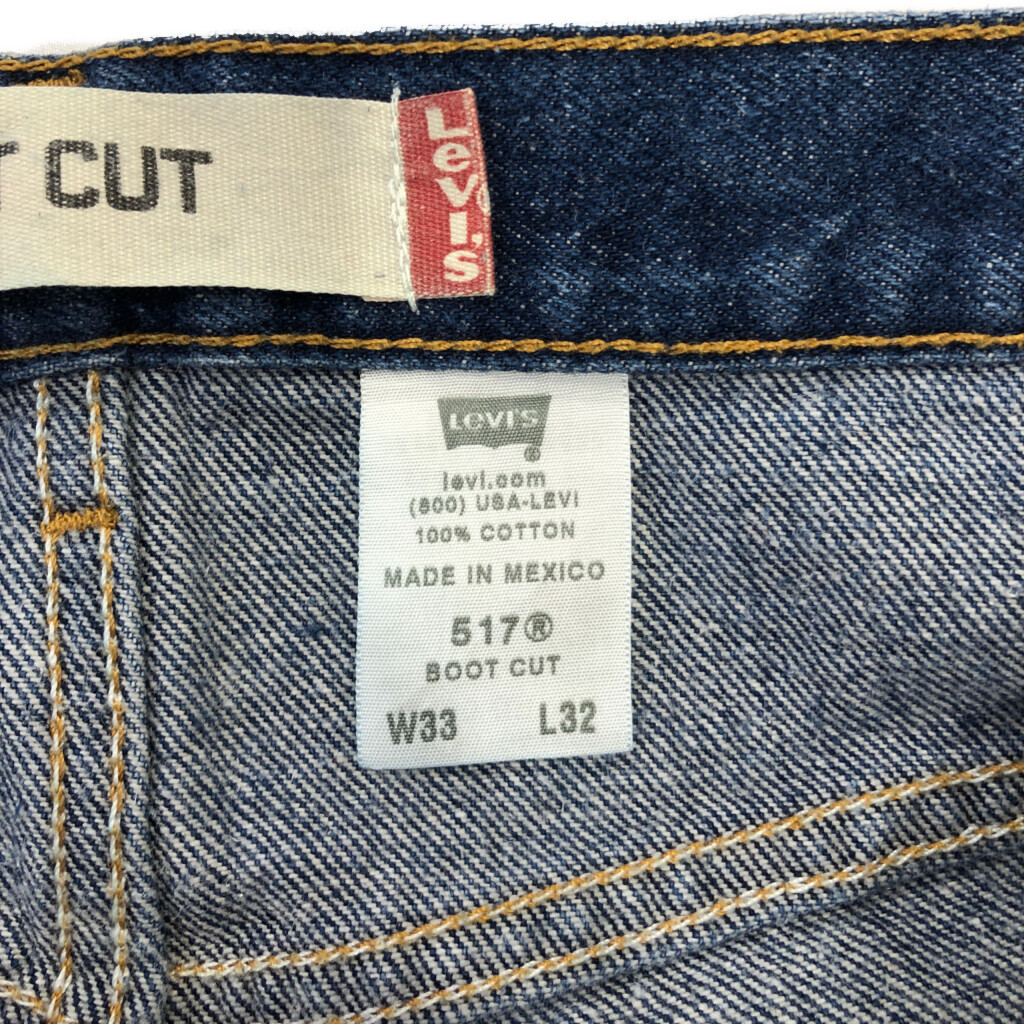 T CUT
Levi's
LEVI'S
®
levi.com
(800) USA-LEVI
100% COTTON
MADE IN MEXICO
517®
BOOT CUT
W33 L32